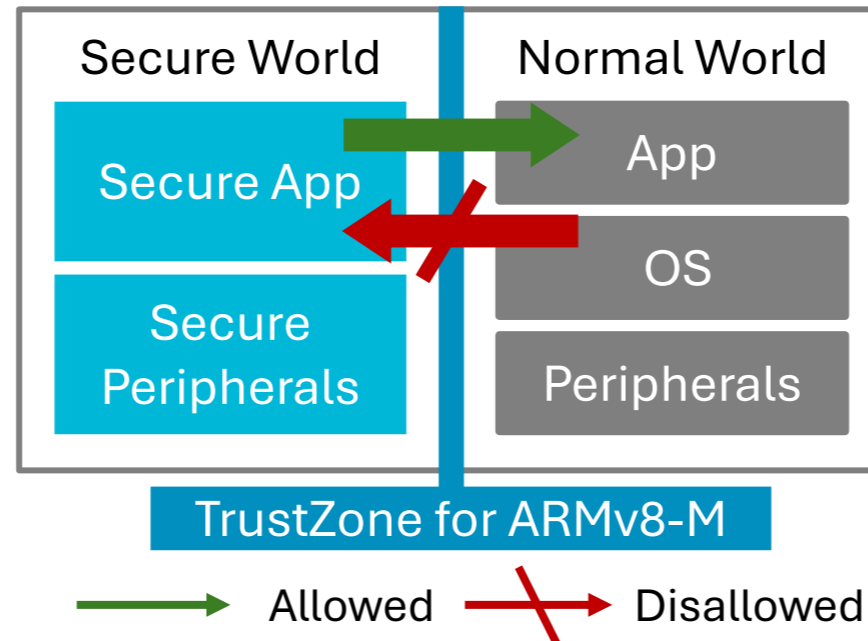 Secure World
Secure App
Secure
Peripherals
Normal World
App
OS
Peripherals
TrustZone for ARMv8-M
Allowed
Disallowed